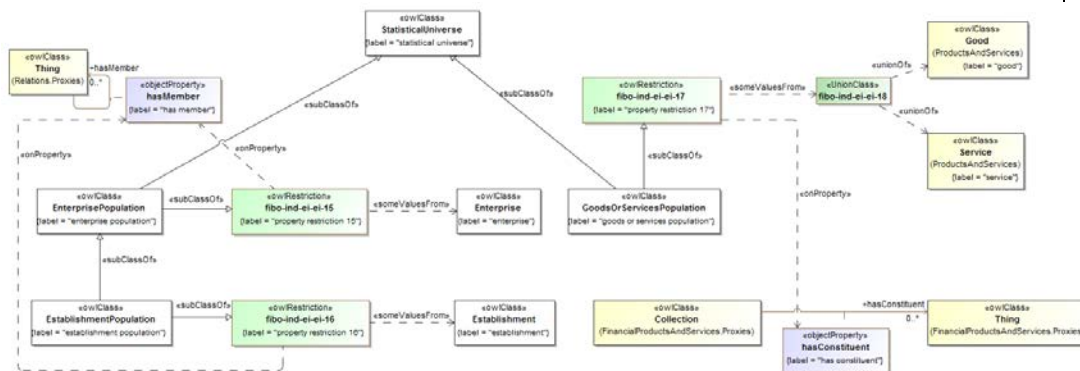 «owlClass»
StatisticalUniverse
[label = "statistical universe"]
«owlClass»
Thing
(Relations.Proxies)
+hasMember
0..*
«objectProperty»
hasMember
[label = "has member"]
«owlClass»
Good
(ProductsAndServices)
[label = "good"]
«unionOf»
«owlRestriction»
fibo-ind-ei-ei-17
[label = "property restriction 17"]
«someValuesFrom»
«UnionClass»
fibo-ind-ei-ei-18
«unionOf»
«owlClass»
Service
(ProductsAndServices)
[label = "service"]
«subClassOf»
«subClassOf»
«onProperty»
«onProperty»
«subClassOf»
«onProperty»
«owlClass»
EnterprisePopulation
[label = "enterprise population"]
«subClassOf»
«owlRestriction»
fibo-ind-ei-ei-15
[label = "property restriction 15"]
«someValuesFrom»
«owlClass»
Enterprise
[label = "enterprise"]
«owlClass»
GoodsOrServicesPopulation
[label = "goods or services population"]
«subClassOf»
«owlClass»
EstablishmentPopulation
[label = "establishment population"]
«subClassOf»
«owlRestriction»
fibo-ind-ei-ei-16
[label = "property restriction 16"]
«someValuesFrom»
«owlClass»
Establishment
[label = "establishment"]
«owlClass»
Collection
(FinancialProductsAndServices.Proxies)
+hasConstituent
0..*
«owlClass»
Thing
(FinancialProductsAndServices.Proxies)
«objectProperty»
hasConstituent
[label = "has constituent"]